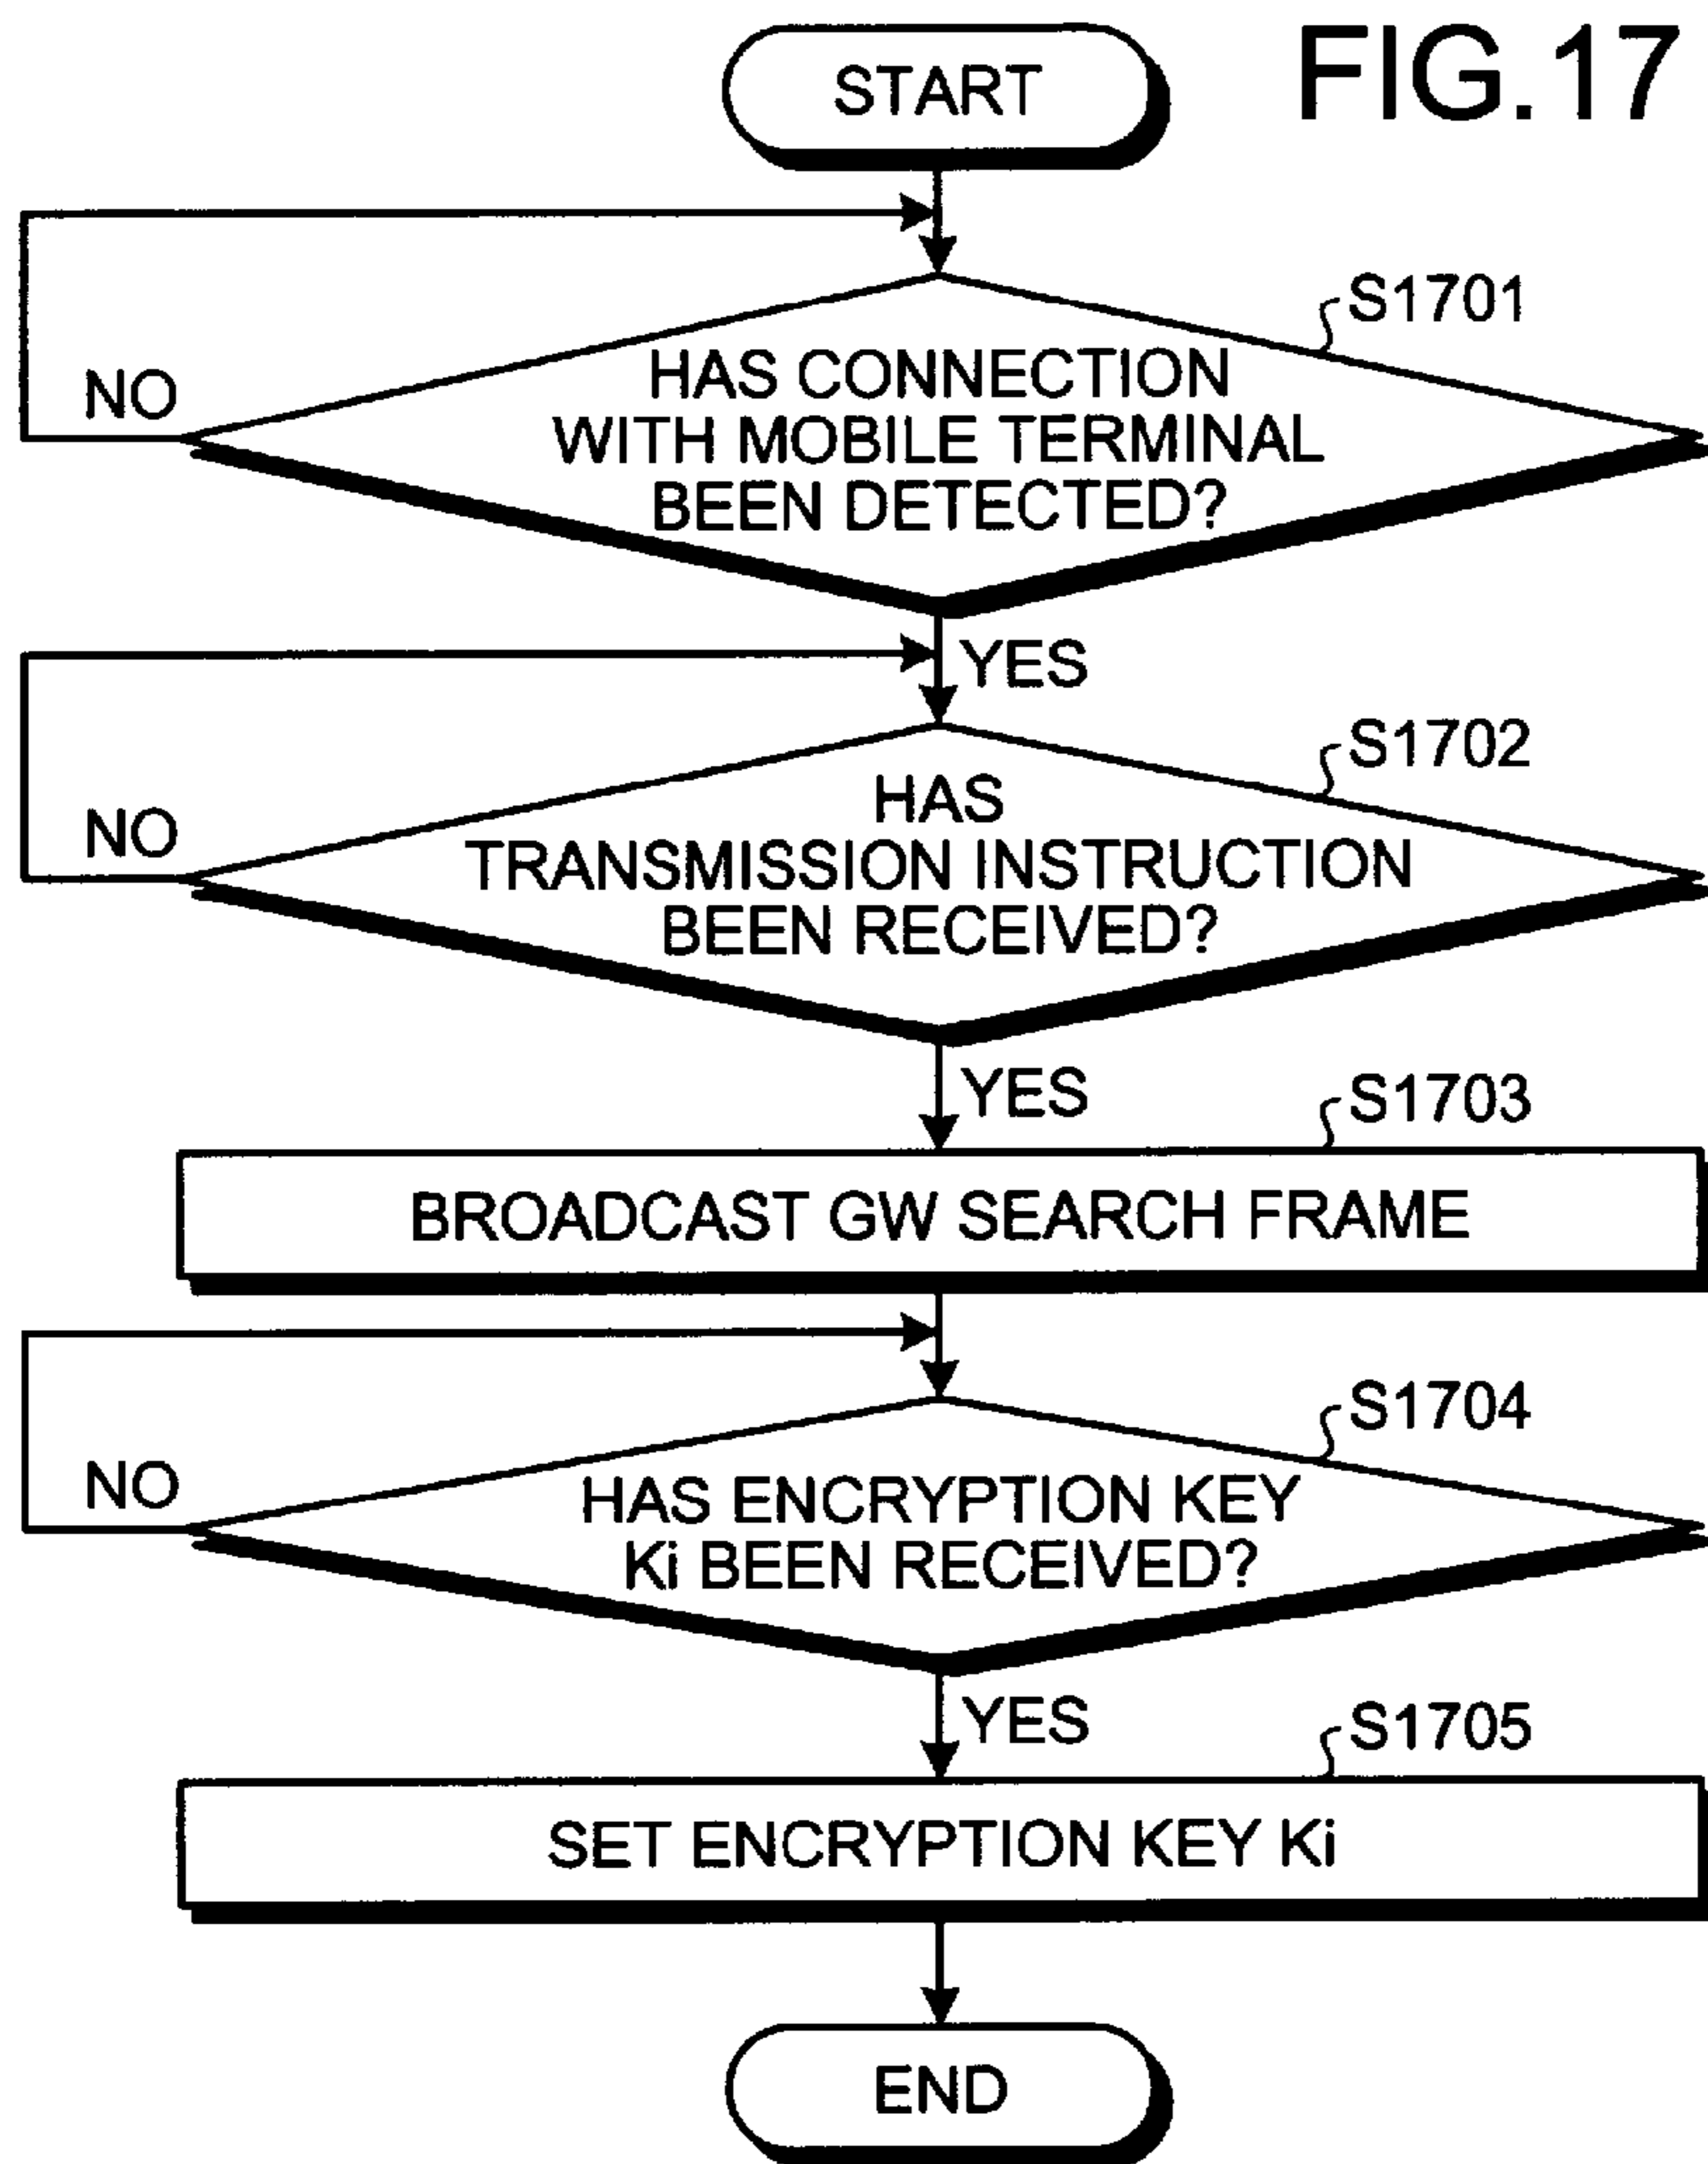 FIG.17
START
S1701
HAS CONNECTION
WITH MOBILE TERMINAL
BEEN DETECTED?
NO
YES
S1702
HAS
TRANSMISSION INSTRUCTION
BEEN RECEIVED?
NO
YES
S1703
BROADCAST GW SEARCH FRAME
S1704
HAS ENCRYPTION KEY
Ki BEEN RECEIVED?
NO
YES
S1705
SET ENCRYPTION KEY Ki
END